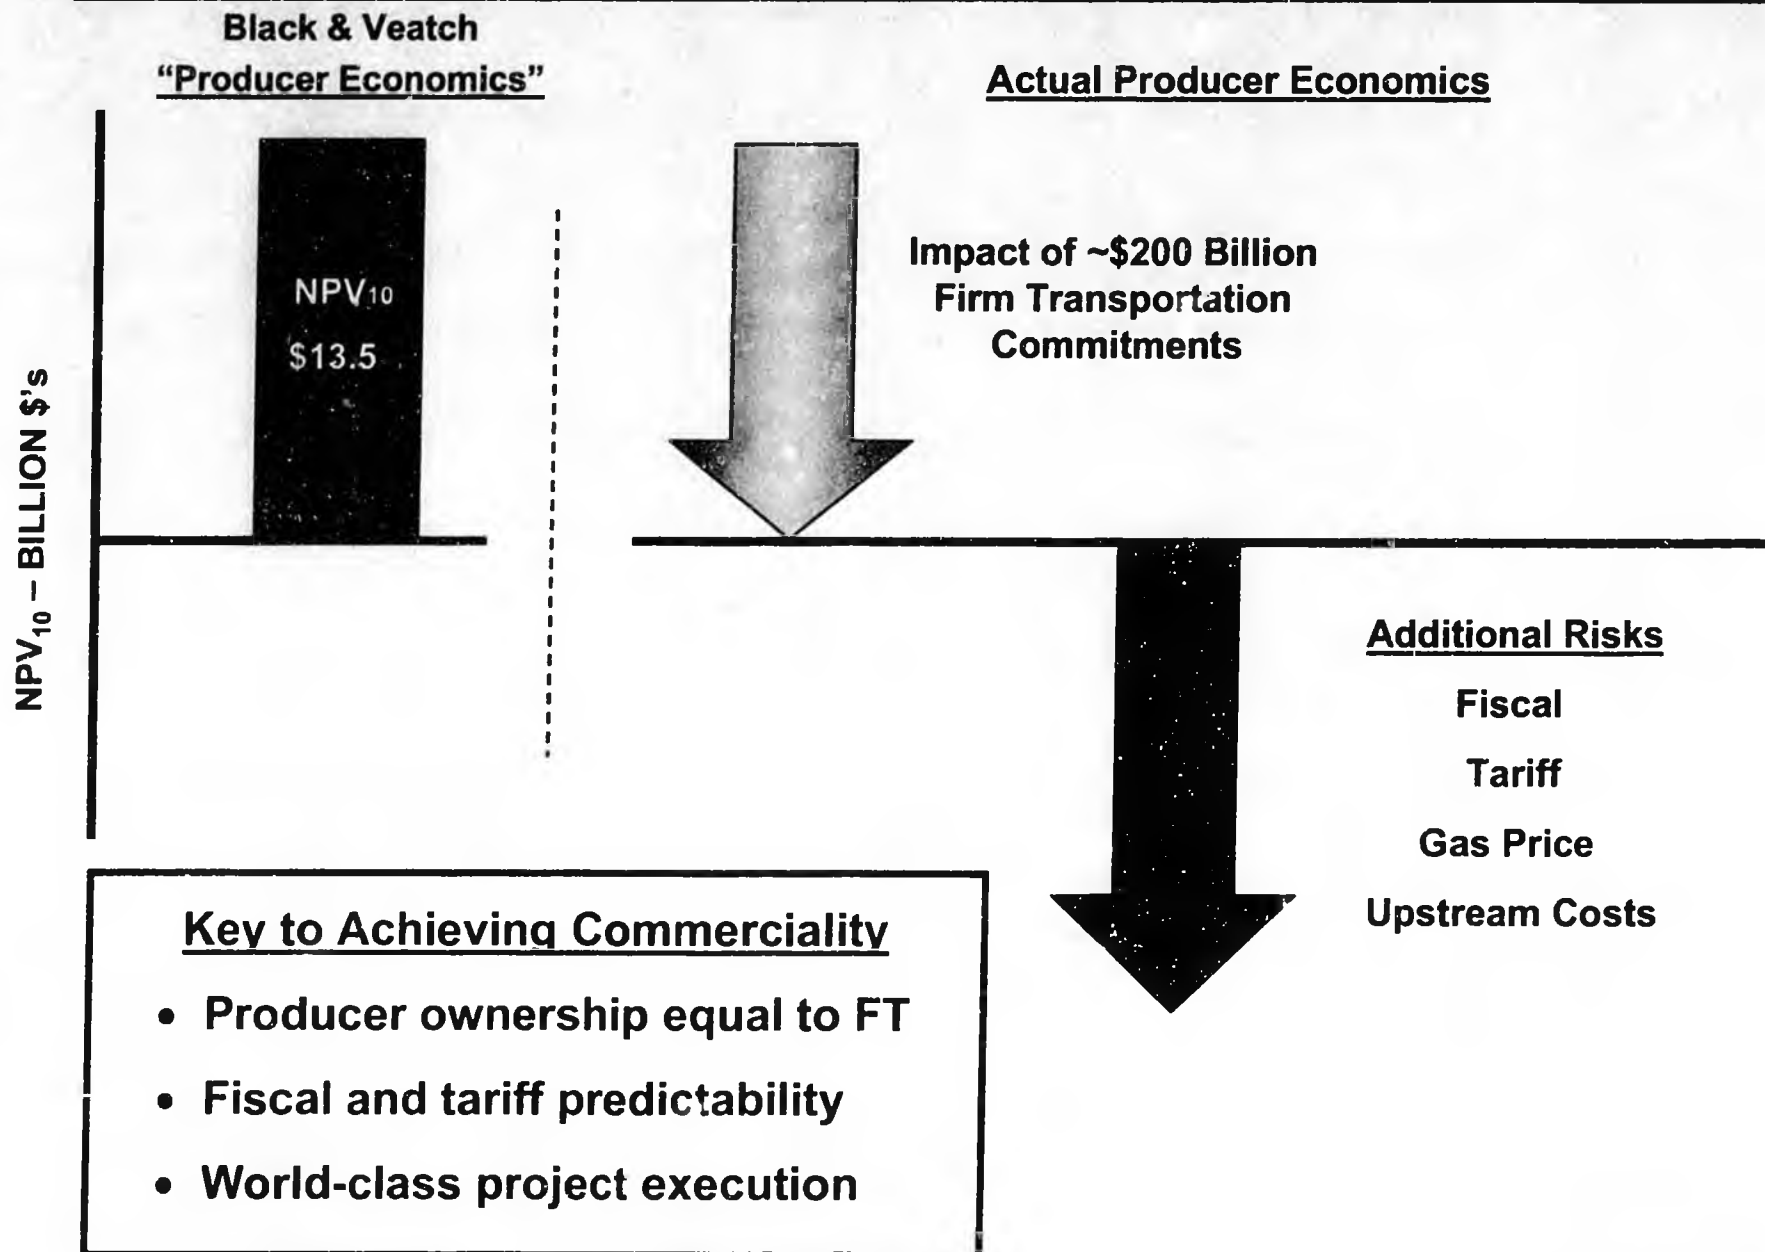 Black & Veatch
“Producer Economics”
Actual Producer Economics
NPV10 – BILLION $'s
NPV10
$13.5
Impact of ~$200 Billion
Firm Transportation
Commitments
Additional Risks
Fiscal
Tariff
Gas Price
Upstream Costs
Key to Achieving Commerciality
• Producer ownership equal to FT
• Fiscal and tariff predictability
• World-class project execution